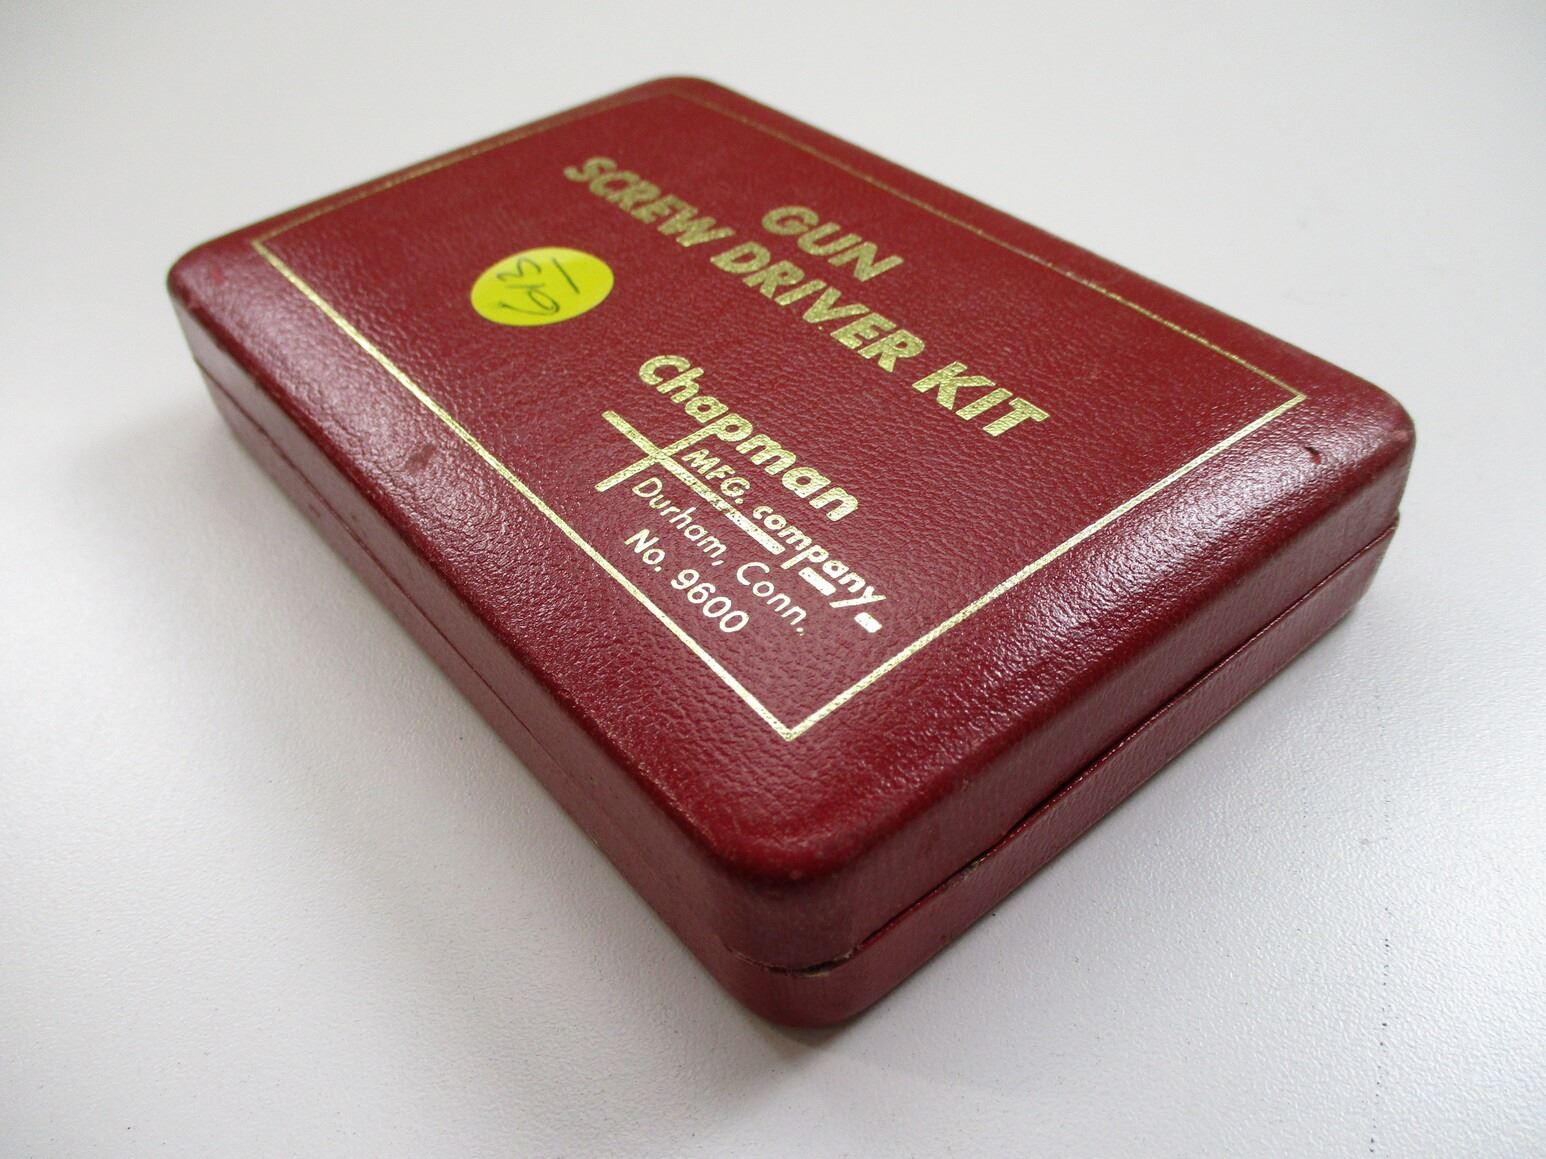 GUN
SCREW DRIVER KIT
Chapman
MFG. company
Durham, Conn.
No. 9600